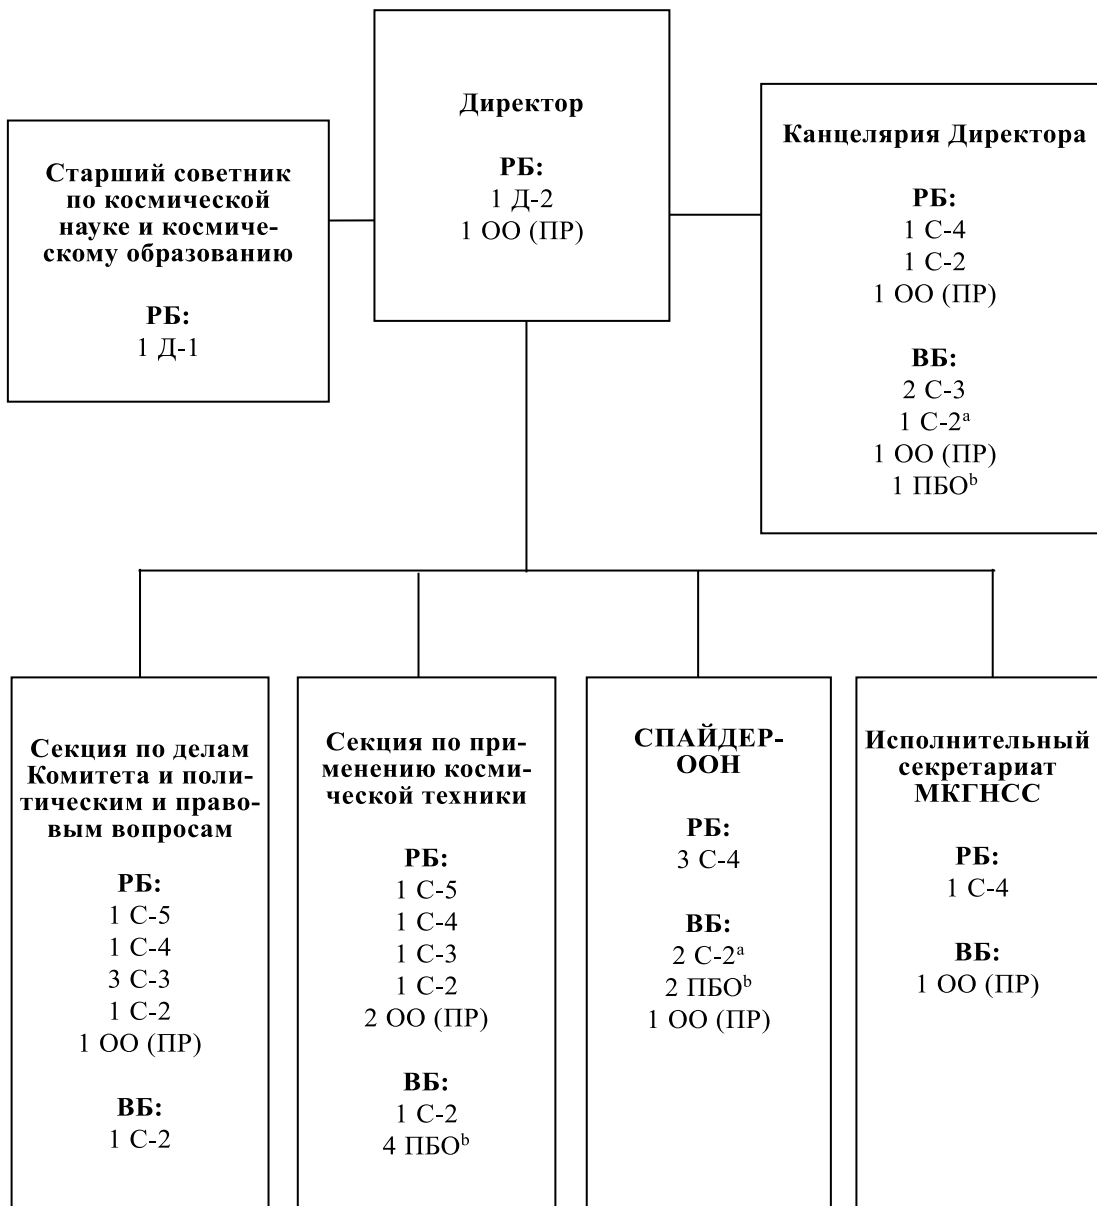 Директор
РБ:
1 Д-2
1 ОО (ПР)
Старший советник
по космической
науке и космиче-
скому образованию
РБ:
1 Д-1
Канцелярия Директора
РБ:
1 С-4
1 С-2
1 ОО (ПР)
ВБ:
2 С-3
1 С-2ᵃ
1 ОО (ПР)
1 ПБОᵇ
Секция по делам
Комитета и поли-
тическим и право-
вым вопросам
РБ:
1 С-5
1 С-4
3 С-3
1 С-2
1 ОО (ПР)
ВБ:
1 С-2
Секция по при-
менению косми-
ческой техники
РБ:
1 С-5
1 С-4
1 С-3
1 С-2
2 ОО (ПР)
ВБ:
1 С-2
4 ПБОᵇ
СПАЙДЕР-
ООН
РБ:
3 С-4
ВБ:
2 С-2ᵃ
2 ПБОᵇ
1 ОО (ПР)
Исполнительный
секретариат
МКГНСС
РБ:
1 С-4
ВБ:
1 ОО (ПР)